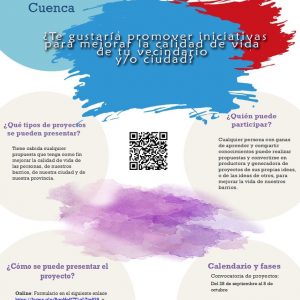 Cuenca
¿Te gustaría promover iniciativas
para mejorar la calidad de vida
de tu vecindario
y/o ciudad?
¿Qué tipos de proyectos
se pueden presentar?
Tiene cabida cualquier
propuesta que tenga como fin
mejorar la calidad de vida de
las personas, de nuestros
barrios, de nuestra ciudad y de
nuestra provincia.
¿Quién puede
participar?
Cualquier persona con ganas
de aprender y compartir
conocimientos puede realizar
propuestas y convertirse en
productora y generadora de
proyectos de sus propias ideas,
o de las ideas de otros, para
mejorar la vida de nuestros
barrios.
¿Cómo se puede presentar el
proyecto?
Online: Formulario en el siguiente enlace
Calendario y fases
Convocatoria de proyectos:
Del 28 de septiembre al 8 de
octubre